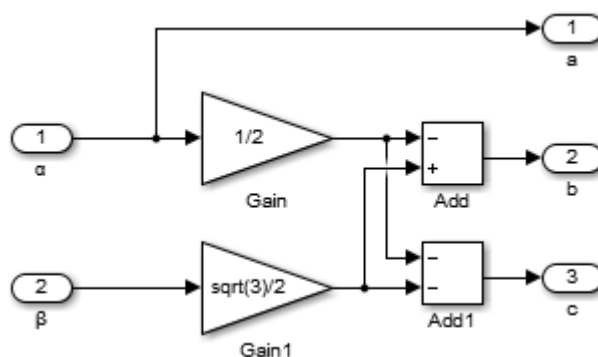 1
a
1
α
1/2
Gain
−
+
Add
2
b
2
β
sqrt(3)/2
Gain1
−
−
Add1
3
c